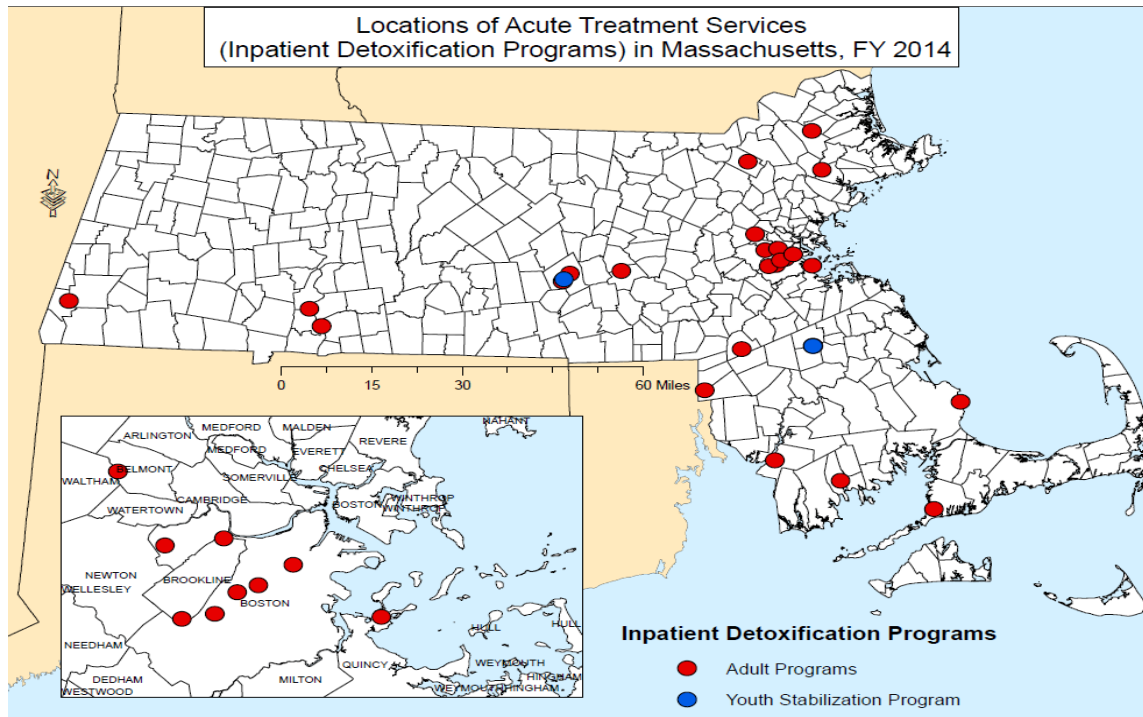 Locations of Acute Treatment Services
(Inpatient Detoxification Programs) in Massachusetts, FY 2014
N
0 15 30 60 Miles
ARLINGTON
MEDFORD
MALDEN
NAHANT
REVERE
MEDFORD
EVERETT
BELMONT
CHELSEA
WALTHAM
SOMERVILLE
WINTHROP
CAMBRIDGE
BOSTON
WINTHROP
WATERTOWN
NEWTON
BROOKLINE
WELLESLEY
BOSTON
HULL
HULL
NEEDHAM
QUINCY
WEYMOUTH
DEDHAM
MILTON
HINGHAM
WESTWOOD
WEYMOUTH
HINGHAM
Inpatient Detoxification Programs
Adult Programs
Youth Stabilization Program